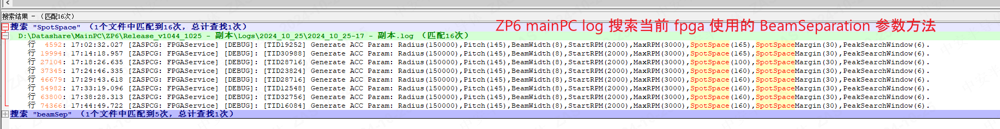 搜索结果 - （匹配16次）
搜索 "SpotSpace" （1个文件中匹配到16次，总计查找1次）
ZP6 mainPC log 搜索当前 fpga 使用的 BeamSeparation 参数方法
D:\Datashare\MainPC\ZP6\Release_v1044_1025 - 副本\Logs\2024_10_25\2024_10_25-17 - 副本.log （匹配16次）
行 4592: 17:02:32.027 [ZASPCG: FPGAService] [DEBUG]: [TID19252] Generate ACC Param: Radius(150000),Pitch(145),BeamWidth(8),StartRPM(2000),MaxRPM(3000),SpotSpace(165),SpotSpaceMargin(30),PeakSearchWindow(6).
行 19994: 17:14:18.957 [ZASPCG: FPGAService] [DEBUG]: [TID30988] Generate ACC Param: Radius(150000),Pitch(145),BeamWidth(8),StartRPM(2000),MaxRPM(3000),SpotSpace(165),SpotSpaceMargin(30),PeakSearchWindow(6).
行 27104: 17:18:26.635 [ZASPCG: FPGAService] [DEBUG]: [TID28716] Generate ACC Param: Radius(150000),Pitch(145),BeamWidth(8),StartRPM(2000),MaxRPM(3000),SpotSpace(100),SpotSpaceMargin(30),PeakSearchWindow(6).
行 37345: 17:24:46.335 [ZASPCG: FPGAService] [DEBUG]: [TID23824] Generate ACC Param: Radius(150000),Pitch(145),BeamWidth(8),StartRPM(2000),MaxRPM(3000),SpotSpace(160),SpotSpaceMargin(30),PeakSearchWindow(6).
行 46679: 17:29:43.618 [ZASPCG: FPGAService] [DEBUG]: [TID28716] Generate ACC Param: Radius(150000),Pitch(145),BeamWidth(8),StartRPM(2000),MaxRPM(3000),SpotSpace(160),SpotSpaceMargin(30),PeakSearchWindow(6).
行 54982: 17:33:19.096 [ZASPCG: FPGAService] [DEBUG]: [TID12548] Generate ACC Param: Radius(150000),Pitch(145),BeamWidth(8),StartRPM(2000),MaxRPM(3000),SpotSpace(160),SpotSpaceMargin(30),PeakSearchWindow(6).
行 63800: 17:38:28.313 [ZASPCG: FPGAService] [DEBUG]: [TID32756] Generate ACC Param: Radius(150000),Pitch(145),BeamWidth(8),StartRPM(2000),MaxRPM(3000),SpotSpace(160),SpotSpaceMargin(30),PeakSearchWindow(6).
行 74366: 17:44:49.722 [ZASPCG: FPGAService] [DEBUG]: [TID16084] Generate ACC Param: Radius(150000),Pitch(145),BeamWidth(8),StartRPM(2000),MaxRPM(3000),SpotSpace(160),SpotSpaceMargin(30),PeakSearchWindow(6).
搜索 "beamSep" （1个文件中匹配到5次，总计查找1次）